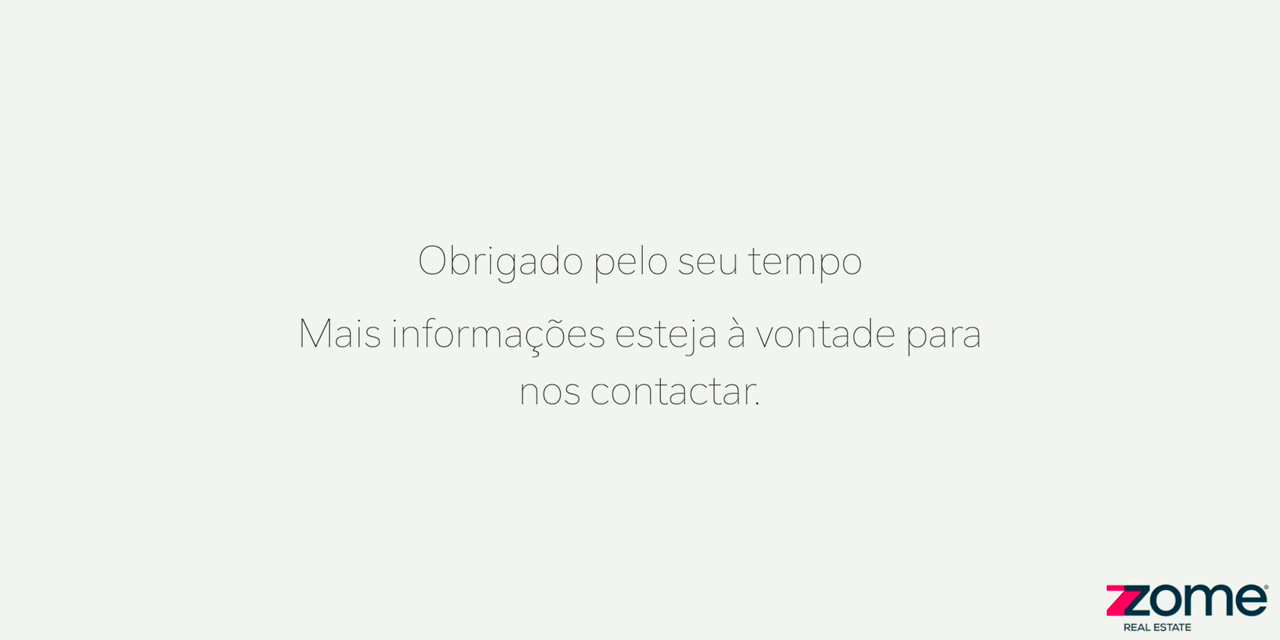 Obrigado pelo seu tempo
Mais informações esteja à vontade para
nos contactar.
zome®
REAL ESTATE